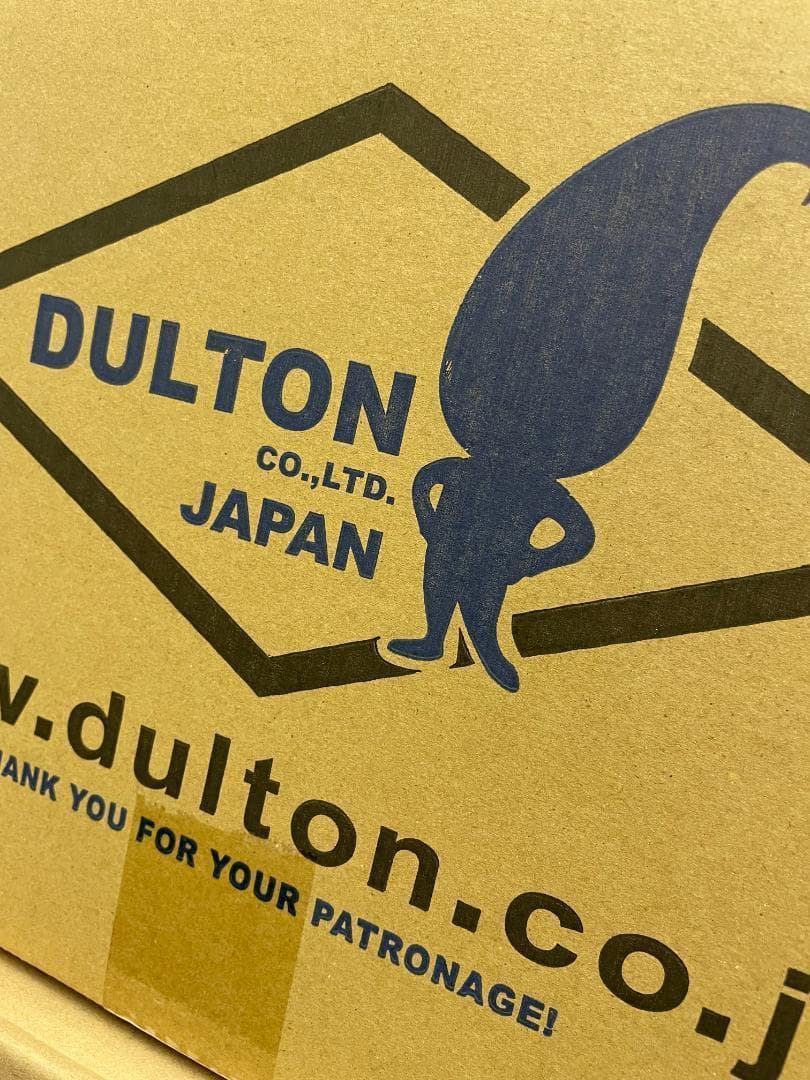 DULTON
CO.,LTD.
JAPAN
w.dulton.co.j
HANK YOU FOR YOUR PATRONAGE!